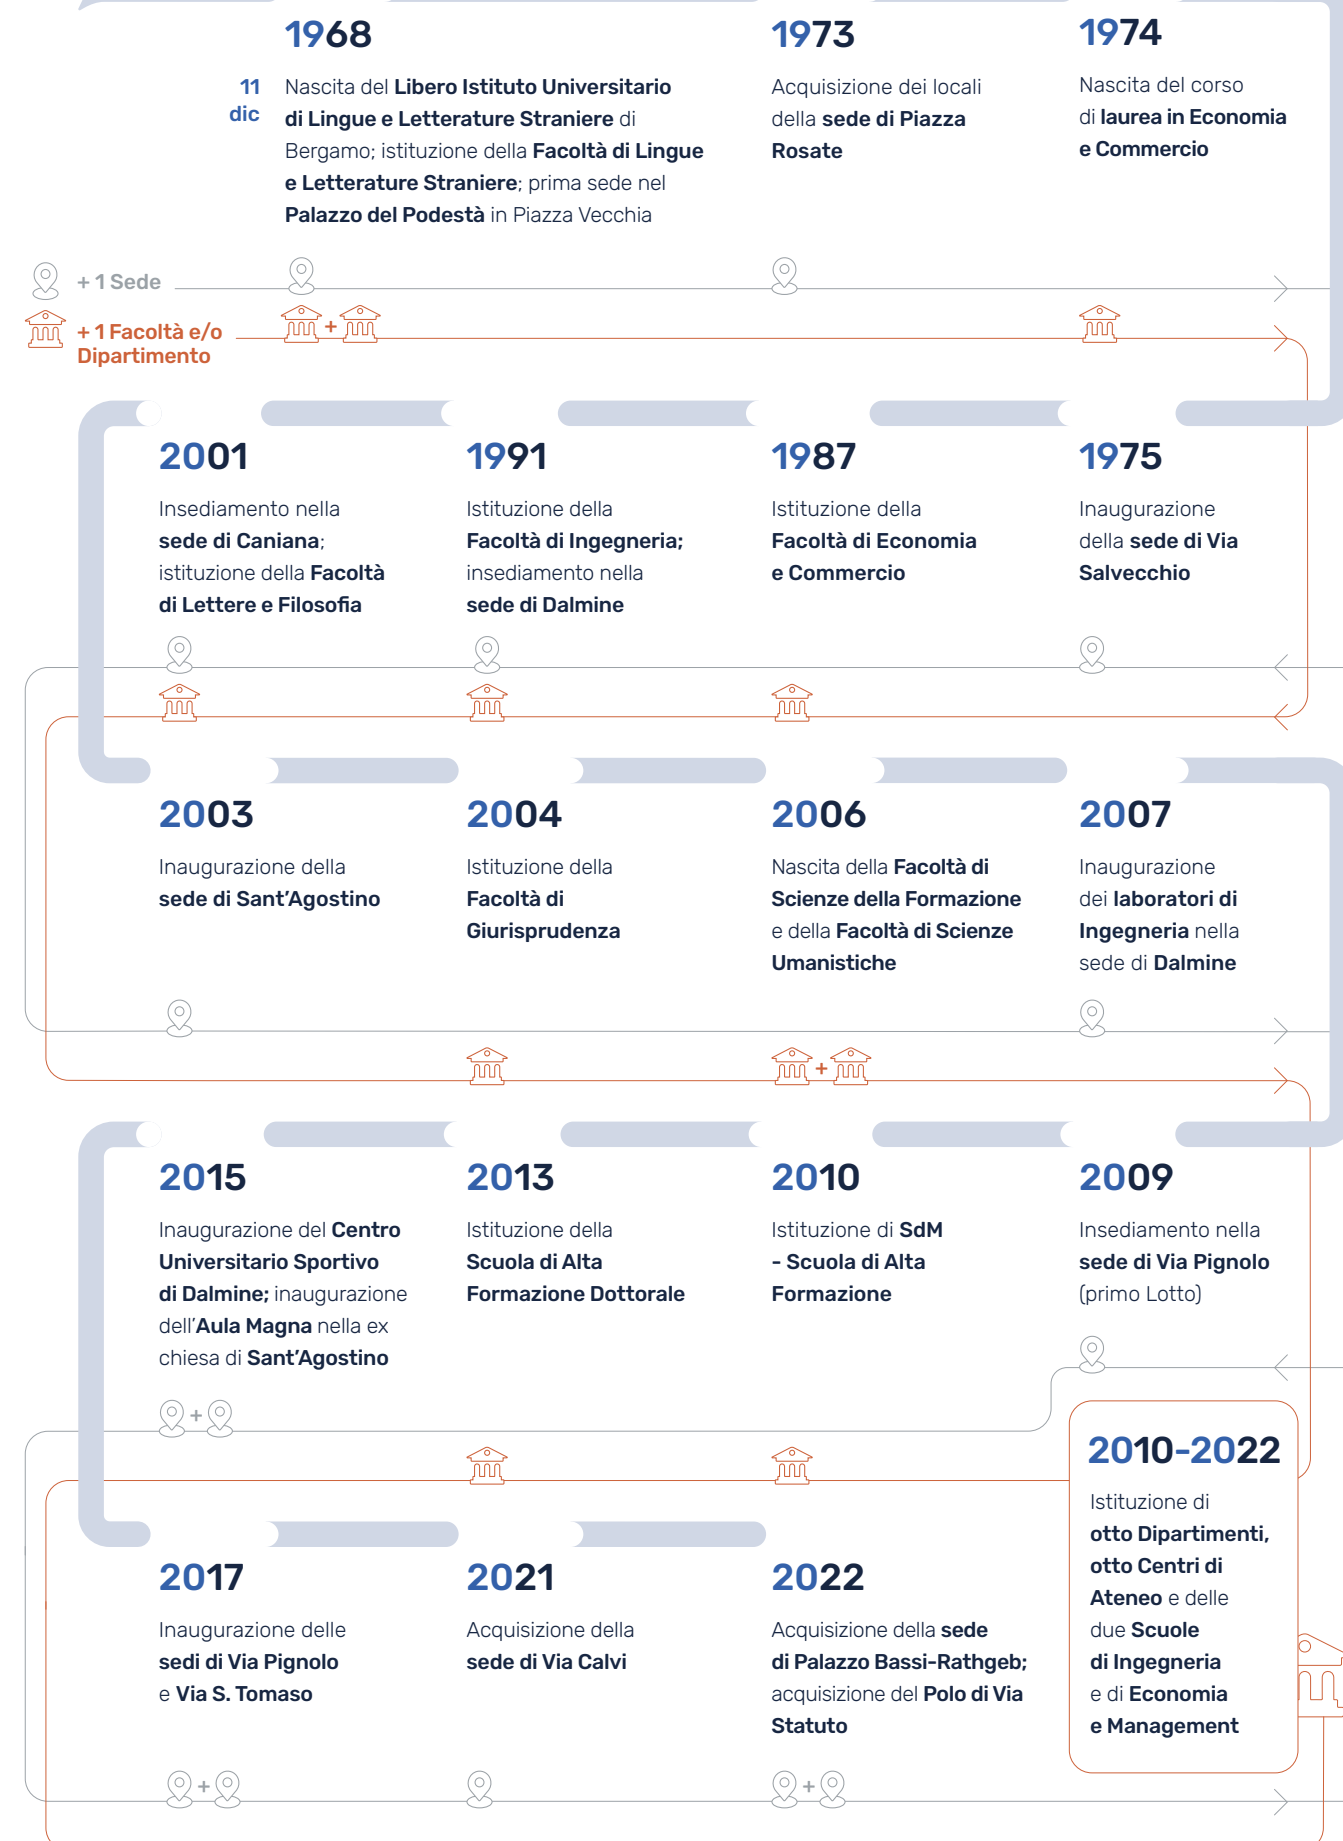 1968
11
dic
Nascita del Libero Istituto Universitario
di Lingue e Letterature Straniere di
Bergamo; istituzione della Facoltà di Lingue
e Letterature Straniere; prima sede nel
Palazzo del Podestà in Piazza Vecchia
1973
Acquisizione dei locali
della sede di Piazza
Rosate
1974
Nascita del corso
di laurea in Economia
e Commercio
+ 1 Sede
+ 1 Facoltà e/o
Dipartimento
+
2001
Insediamento nella
sede di Caniana;
istituzione della Facoltà
di Lettere e Filosofia
1991
Istituzione della
Facoltà di Ingegneria;
insediamento nella
sede di Dalmine
1987
Istituzione della
Facoltà di Economia
e Commercio
1975
Inaugurazione
della sede di Via
Salvecchio
2003
Inaugurazione della
sede di Sant'Agostino
2004
Istituzione della
Facoltà di
Giurisprudenza
2006
Nascita della Facoltà di
Scienze della Formazione
e della Facoltà di Scienze
Umanistiche
2007
Inaugurazione
dei laboratori di
Ingegneria nella
sede di Dalmine
+
2015
Inaugurazione del Centro
Universitario Sportivo
di Dalmine; inaugurazione
dell'Aula Magna nella ex
chiesa di Sant'Agostino
2013
Istituzione della
Scuola di Alta
Formazione Dottorale
2010
Istituzione di SdM
- Scuola di Alta
Formazione
2009
Insediamento nella
sede di Via Pignolo
(primo Lotto)
+
2010-2022
Istituzione di
otto Dipartimenti,
otto Centri di
Ateneo e delle
due Scuole
di Ingegneria
e di Economia
e Management
2017
Inaugurazione delle
sedi di Via Pignolo
e Via S. Tomaso
2021
Acquisizione della
sede di Via Calvi
2022
Acquisizione della sede
di Palazzo Bassi-Rathgeb;
acquisizione del Polo di Via
Statuto
+
+